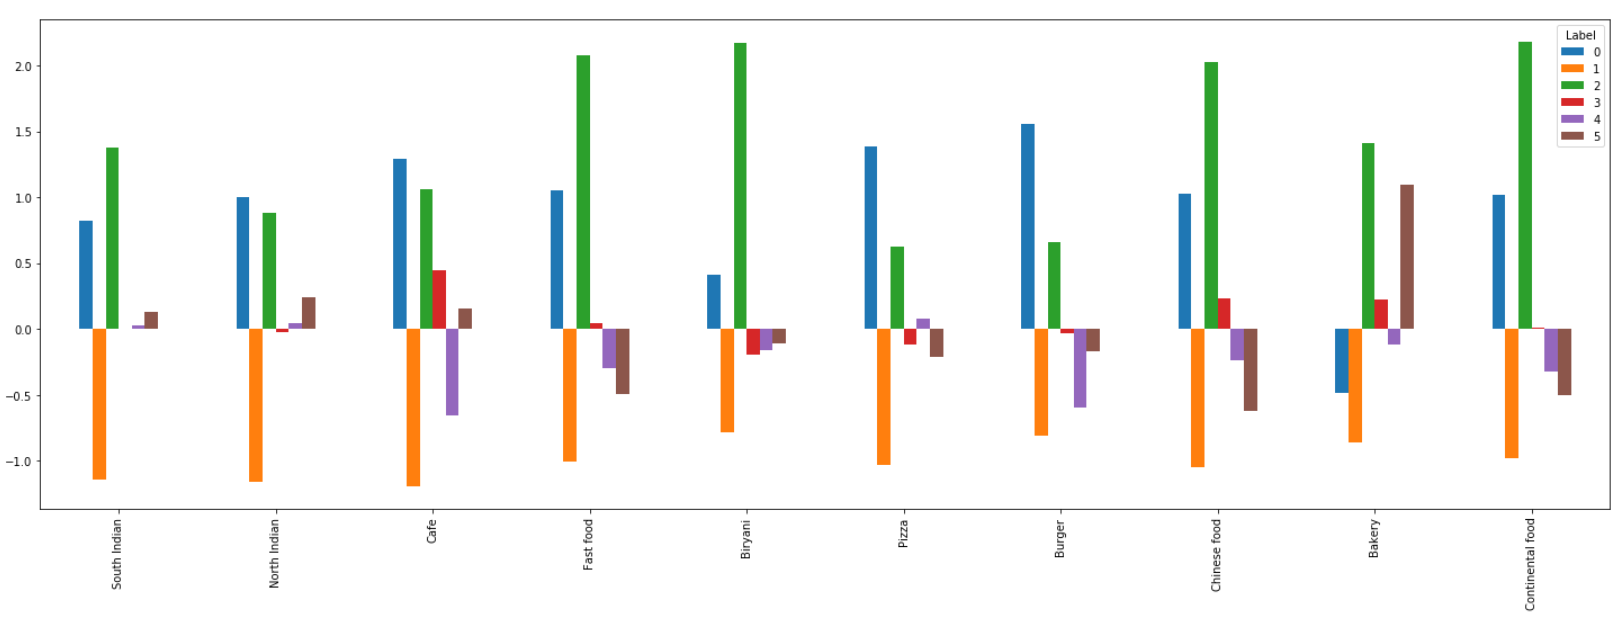 Label
0
1
2
3
4
5
2.0
1.5
1.0
0.5
0.0
−0.5
−1.0
South Indian
North Indian
Cafe
Fast food
Biryani
Pizza
Burger
Chinese food
Bakery
Continental food